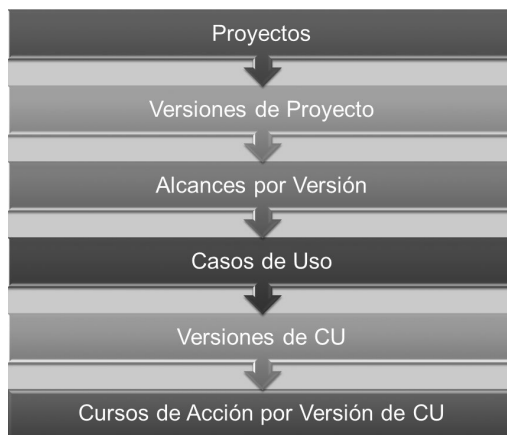 Proyectos
Versiones de Proyecto
Alcances por Versión
Casos de Uso
Versiones de CU
Cursos de Acción por Versión de CU